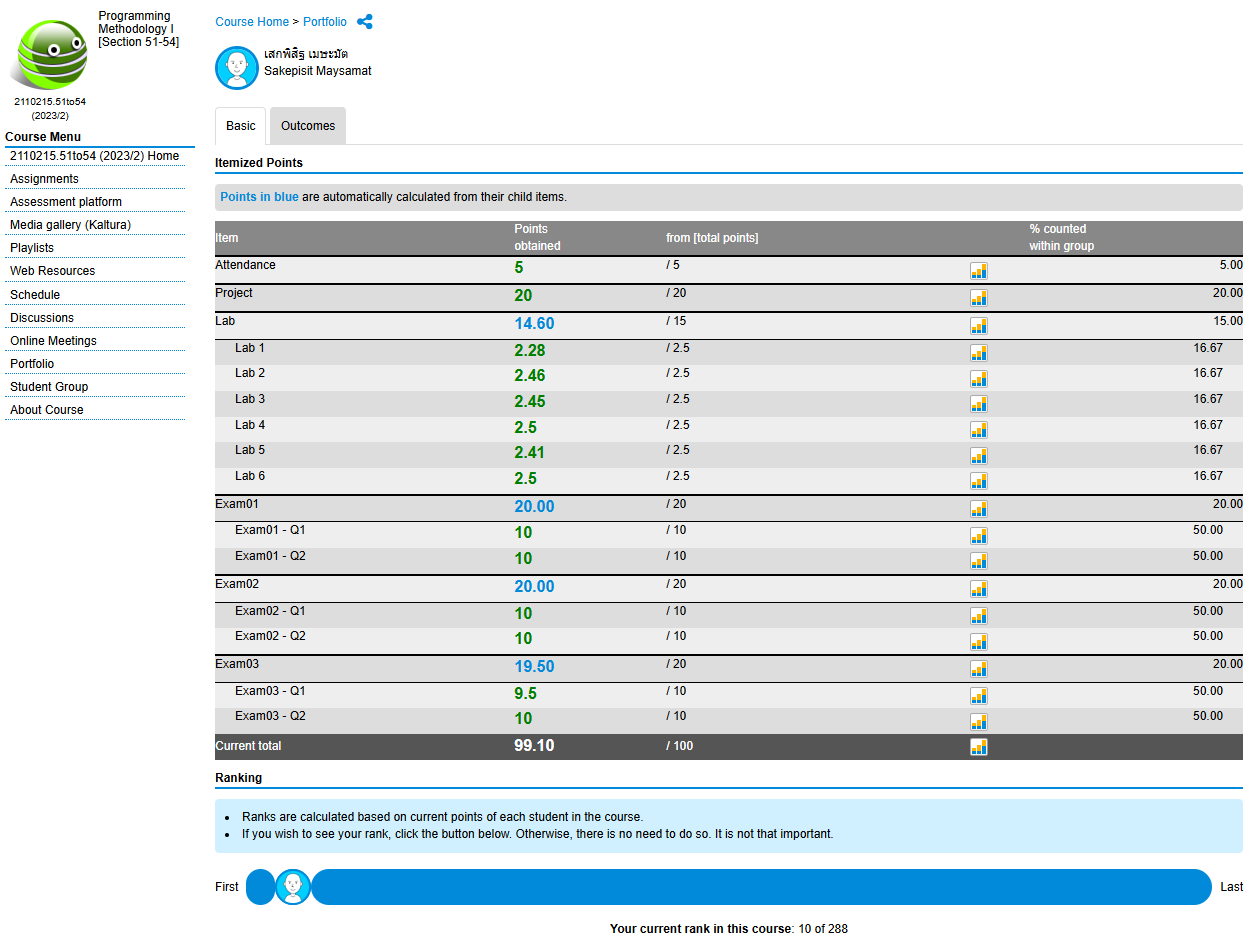 Programming
Methodology I
[Section 51-54]
2110215.51to54
(2023/2)
Course Menu
2110215.51to54 (2023/2) Home
Assignments
Assessment platform
Media gallery (Kaltura)
Playlists
Web Resources
Schedule
Discussions
Online Meetings
Portfolio
Student Group
About Course
Course Home > Portfolio
เสกพิสิฐ เมษะมัต
Sakepisit Maysamat
Basic Outcomes
Itemized Points
Points in blue are automatically calculated from their child items.
Item Points obtained from [total points] % counted within group
Attendance 5 / 5 5.00
Project 20 / 20 20.00
Lab 14.60 / 15 15.00
Lab 1 2.28 / 2.5 16.67
Lab 2 2.46 / 2.5 16.67
Lab 3 2.45 / 2.5 16.67
Lab 4 2.5 / 2.5 16.67
Lab 5 2.41 / 2.5 16.67
Lab 6 2.5 / 2.5 16.67
Exam01 20.00 / 20 20.00
Exam01 - Q1 10 / 10 50.00
Exam01 - Q2 10 / 10 50.00
Exam02 20.00 / 20 20.00
Exam02 - Q1 10 / 10 50.00
Exam02 - Q2 10 / 10 50.00
Exam03 19.50 / 20 20.00
Exam03 - Q1 9.5 / 10 50.00
Exam03 - Q2 10 / 10 50.00
Current total 99.10 / 100
Ranking
• Ranks are calculated based on current points of each student in the course.
• If you wish to see your rank, click the button below. Otherwise, there is no need to do so. It is not that important.
First Last
Your current rank in this course: 10 of 288